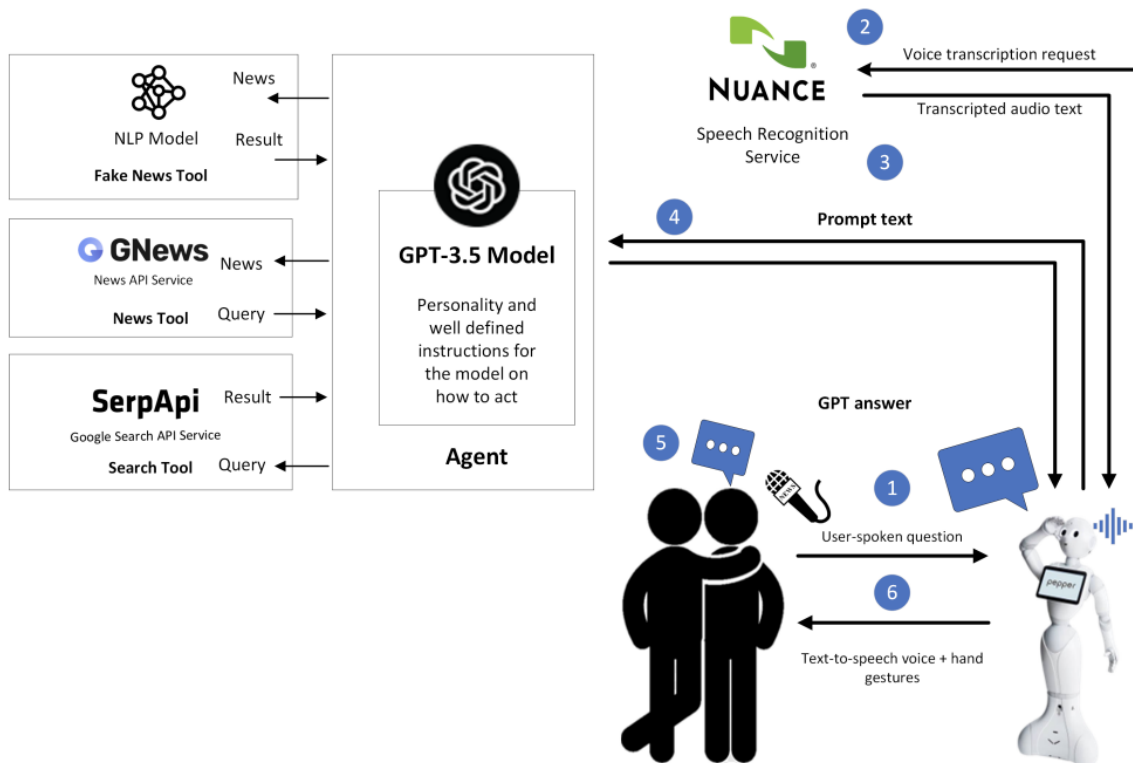 News
NLP Model
Result
Fake News Tool
GNews
News
News API Service
Query
News Tool
SerpApi
Result
Google Search API Service
Search Tool
Query
GPT-3.5 Model
Personality and
well defined
instructions for
the model on
how to act
Agent
2
NUANCE
®
Voice transcription request
Transcripted audio text
Speech Recognition
Service
3
4
Prompt text
GPT answer
5
NEWS
1
User-spoken question
pepper
6
Text-to-speech voice + hand
gestures